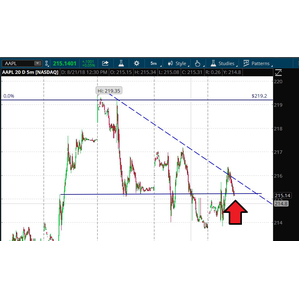 AAPL 215.1401 5m Style Studies Patterns
AAPL 20 D 5m [NASDAQ] D: 8/21/18 12:30 PM O: 215.15 H: 215.34 L: 215.08 C: 215.31 R: 0.26 Y: 214.8
HI: 219.35
0.0% $219.2
218
217
216
215.14
214.8
214